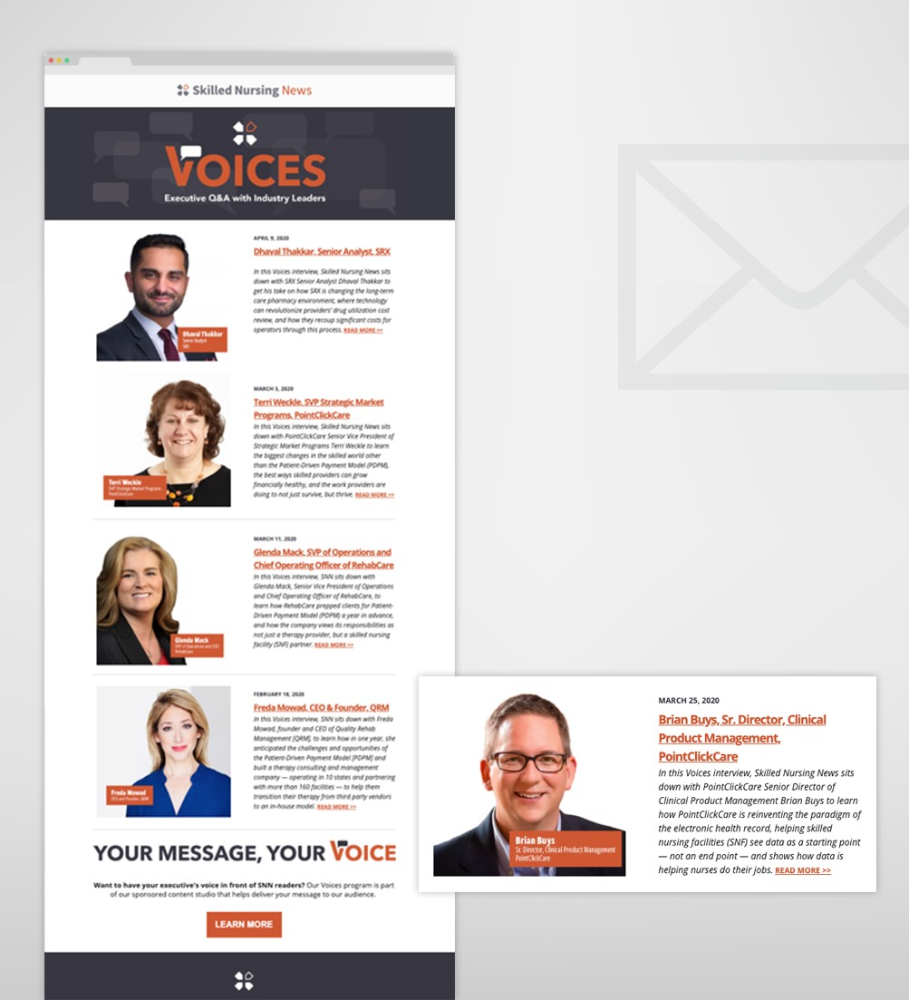 Skilled Nursing News
VOICES
Executive Q&A with Industry Leaders
APRIL 9, 2020
Dhaval Thakkar, Senior Analyst, SRX
In this Voices interview, Skilled Nursing News sits
down with SRX Senior Analyst Dhaval Thakkar to
get his take on how SRX is changing the long-term
care pharmacy environment, where technology
can revolutionize providers' drug utilization cost
review, and how they recoup significant costs for
operators through this process. READ MORE >>
Dhaval Thakkar
Senior Analyst
SRX
MARCH 3, 2020
Terri Weckle, SVP Strategic Market
Programs, PointClickCare
In this Voices interview, Skilled Nursing News sits
down with PointClickCare Senior Vice President of
Strategic Market Programs Terri Weckle to learn
the biggest changes in the skilled world other
than the Patient-Driven Payment Model (PDPM),
the best ways skilled providers can grow
financially healthy, and the work providers are
doing to not just survive, but thrive. READ MORE >>
Terri Weckle
SVP Strategic Market Programs
PointClickCare
MARCH 11, 2020
Glenda Mack, SVP of Operations and
Chief Operating Officer of RehabCare
In this Voices interview, SNN sits down with
Glenda Mack, Senior Vice President of Operations
and Chief Operating Officer of RehabCare, to
learn how RehabCare prepped clients for Patient-
Driven Payment Model (PDPM) a year in advance,
and how the company views its responsibilities as
not just a therapy provider, but a skilled nursing
facility (SNF) partner. READ MORE >>
Glenda Mack
SVP of Operations and COO
RehabCare
FEBRUARY 18, 2020
Freda Mowad, CEO & Founder, QRM
In this Voices interview, SNN sits down with Freda
Mowad, founder and CEO of Quality Rehab
Management [QRM], to learn how in one year, she
anticipated the challenges and opportunities of
the Patient-Driven Payment Model [PDPM] and
built a therapy consulting and management
company — operating in 10 states and partnering
with more than 160 facilities — to help them
transition their therapy from third party vendors
to an in-house model. READ MORE >>
Freda Mowad
CEO and Founder, QRM
YOUR MESSAGE, YOUR VOICE
Want to have your executive's voice in front of SNN readers? Our Voices program is part
of our sponsored content studio that helps deliver your message to our audience.
LEARN MORE
MARCH 25, 2020
Brian Buys, Sr. Director, Clinical
Product Management,
PointClickCare
In this Voices interview, Skilled Nursing News sits
down with PointClickCare Senior Director of
Clinical Product Management Brian Buys to learn
how PointClickCare is reinventing the paradigm of
the electronic health record, helping skilled
nursing facilities (SNF) see data as a starting point
— not an end point — and shows how data is
helping nurses do their jobs. READ MORE >>
Brian Buys
Sr. Director, Clinical Product Management
PointClickCare